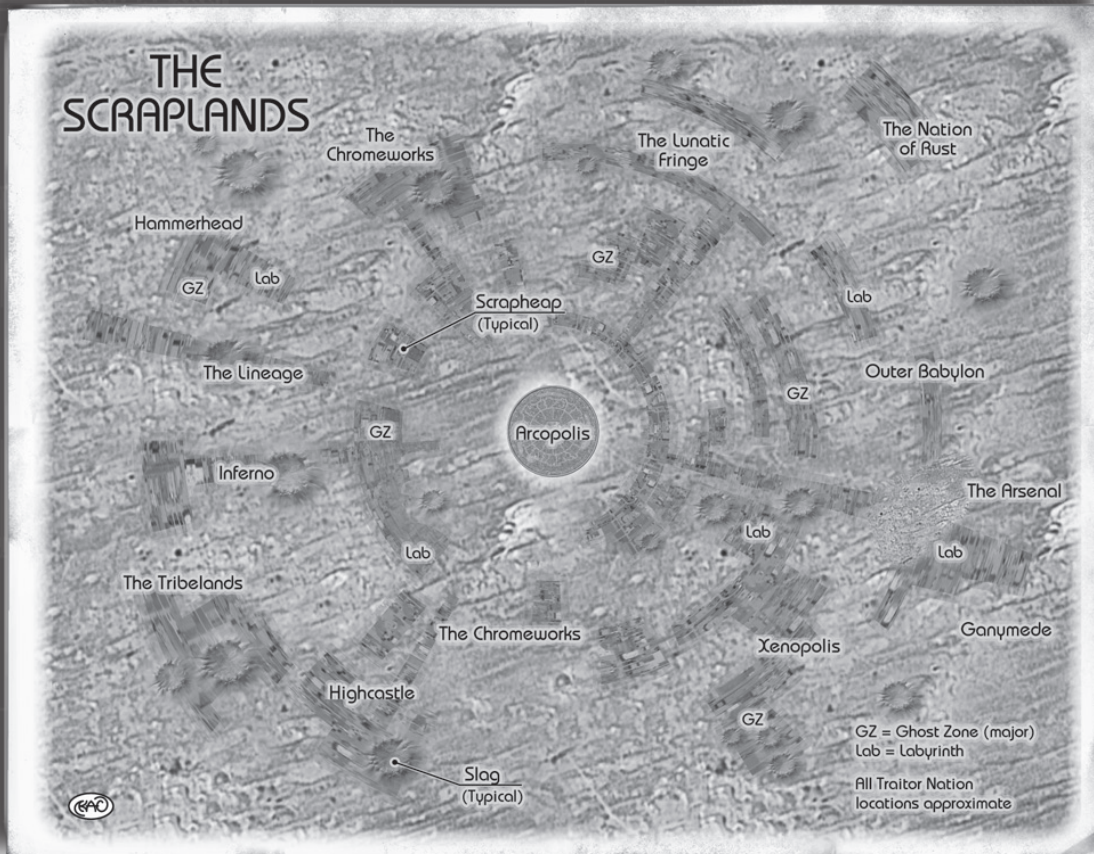 THE
SCRAPLANDS
The
Chromeworks
The Lunatic
Fringe
The Nation
of Rust
Hammerhead
GZ
Lab
GZ
Lab
Scrapheap
(Typical)
The Lineage
Outer Babylon
GZ
GZ
Arcopolis
Inferno
The Arsenal
Lab
Lab
Lab
The Tribelands
The Chromeworks
Ganymede
Xenopolis
Highcastle
GZ
GZ = Ghost Zone (major)
Lab = Labyrinth
Slag
(Typical)
All Traitor Nation
locations approximate
KAC